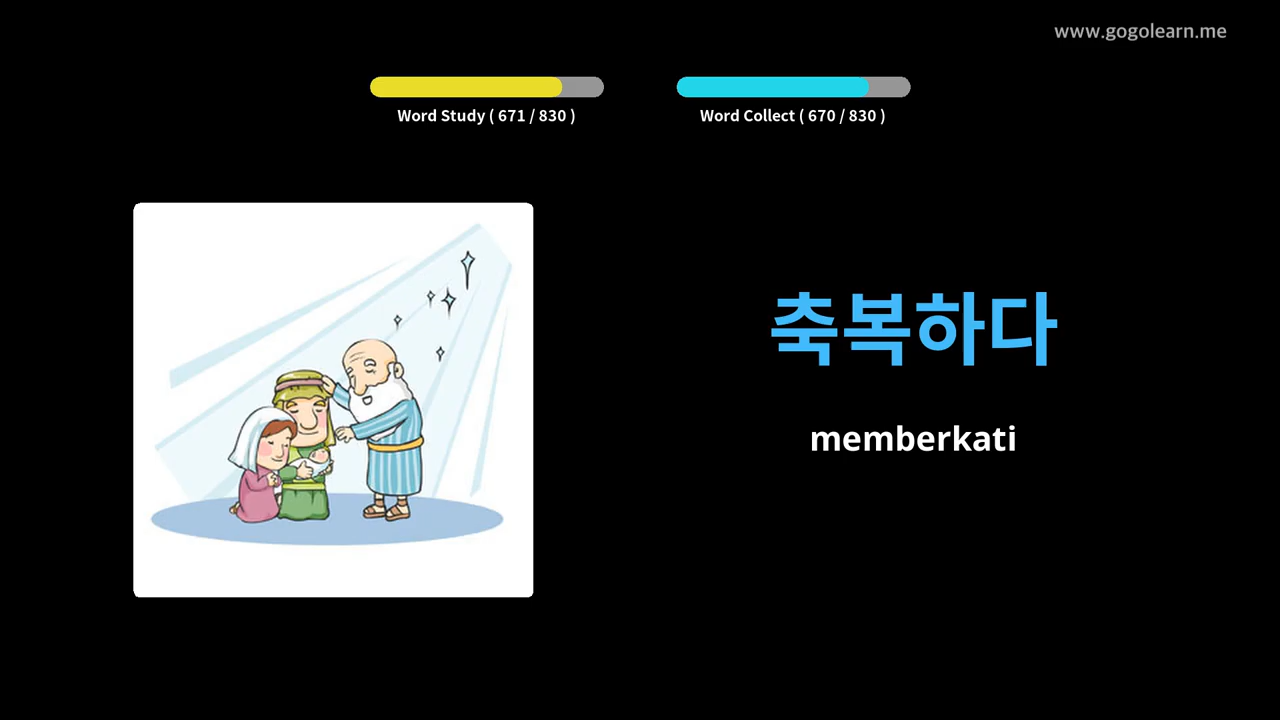 www.gogolearn.me
Word Study ( 671 / 830 )
Word Collect ( 670 / 830 )
축복하다
memberkati